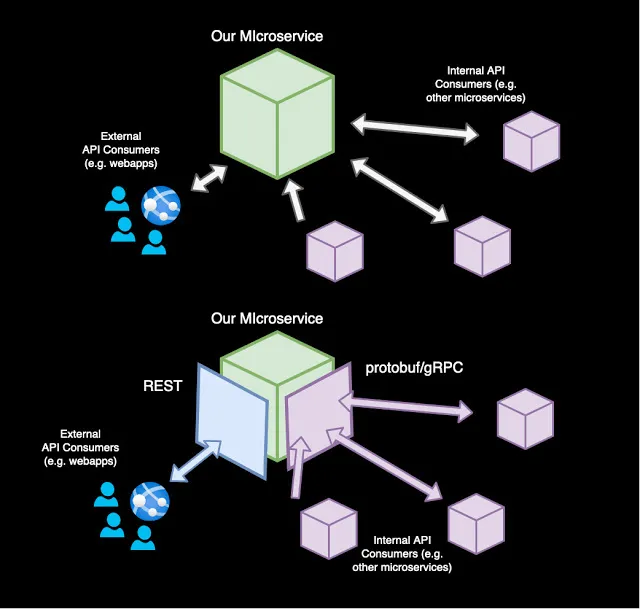 Our MIcroservice
Internal API
Consumers (e.g.
other microservices)
External
API Consumers
(e.g. webapps)
Our MIcroservice
protobuf/gRPC
REST
External
API Consumers
(e.g. webapps)
Internal API
Consumers (e.g.
other microservices)